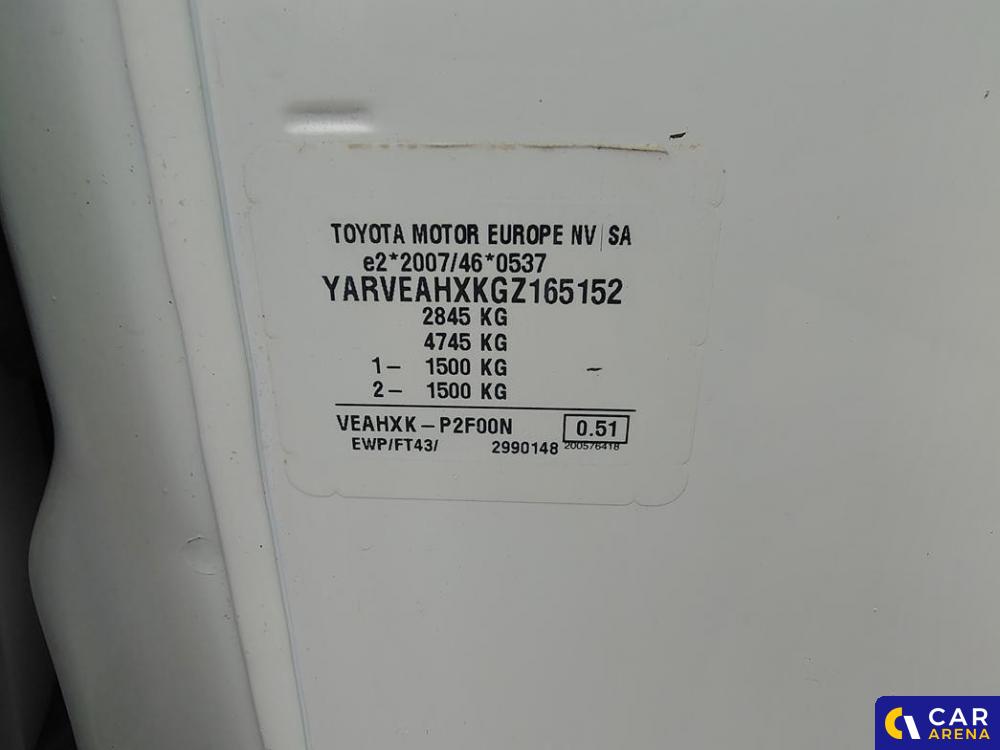 TOYOTA MOTOR EUROPE NV|SA
e2*2007/46*0537
YARVEAHXKGZ165152
2845 KG
4745 KG
1– 1500 KG –
2– 1500 KG
VEAHXK–P2F00N 0.51
EWP/FT43/ 2990148 200576418
CAR
ARENA